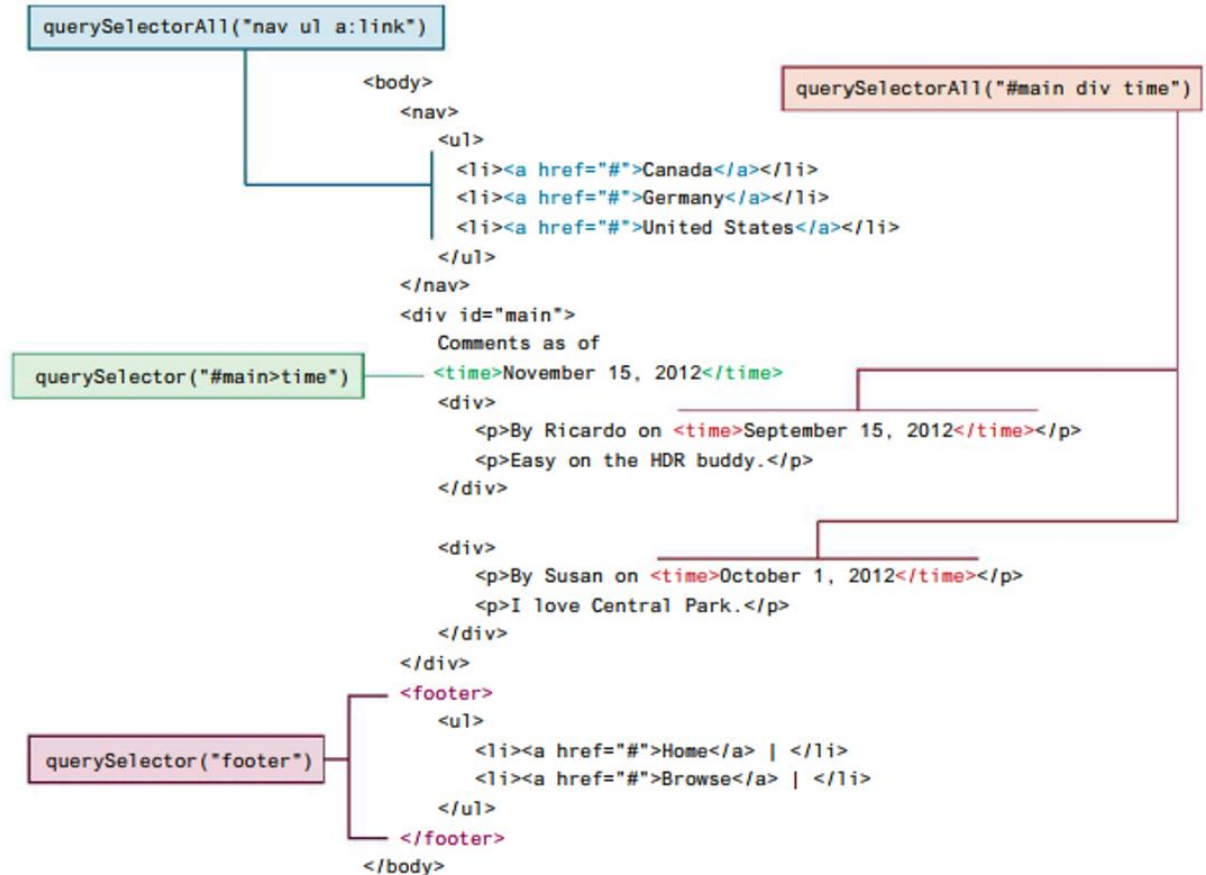 querySelectorAll("nav ul a:link")
<body>
querySelectorAll("#main div time")
<nav>
<ul>
<li><a href="#">Canada</a></li>
<li><a href="#">Germany</a></li>
<li><a href="#">United States</a></li>
</ul>
</nav>
<div id="main">
Comments as of
querySelector("#main>time")
<time>November 15, 2012</time>
<div>
<p>By Ricardo on <time>September 15, 2012</time></p>
<p>Easy on the HDR buddy.</p>
</div>
<div>
<p>By Susan on <time>October 1, 2012</time></p>
<p>I love Central Park.</p>
</div>
</div>
<footer>
<ul>
querySelector("footer")
<li><a href="#">Home</a> | </li>
<li><a href="#">Browse</a> | </li>
</ul>
</footer>
</body>